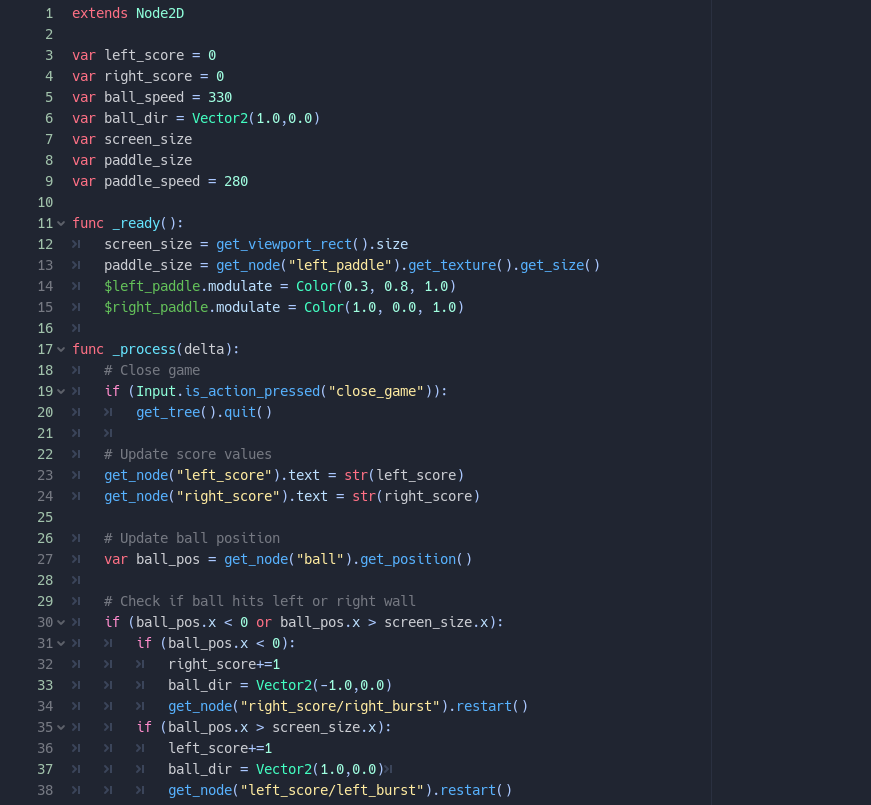 1 extends Node2D
2
3 var left_score = 0
4 var right_score = 0
5 var ball_speed = 330
6 var ball_dir = Vector2(1.0,0.0)
7 var screen_size
8 var paddle_size
9 var paddle_speed = 280
10
11 func _ready():
12 screen_size = get_viewport_rect().size
13 paddle_size = get_node("left_paddle").get_texture().get_size()
14 $left_paddle.modulate = Color(0.3, 0.8, 1.0)
15 $right_paddle.modulate = Color(1.0, 0.0, 1.0)
16
17 func _process(delta):
18 # Close game
19 if (Input.is_action_pressed("close_game")):
20 get_tree().quit()
21
22 # Update score values
23 get_node("left_score").text = str(left_score)
24 get_node("right_score").text = str(right_score)
25
26 # Update ball position
27 var ball_pos = get_node("ball").get_position()
28
29 # Check if ball hits left or right wall
30 if (ball_pos.x < 0 or ball_pos.x > screen_size.x):
31 if (ball_pos.x < 0):
32 right_score+=1
33 ball_dir = Vector2(-1.0,0.0)
34 get_node("right_score/right_burst").restart()
35 if (ball_pos.x > screen_size.x):
36 left_score+=1
37 ball_dir = Vector2(1.0,0.0)
38 get_node("left_score/left_burst").restart()